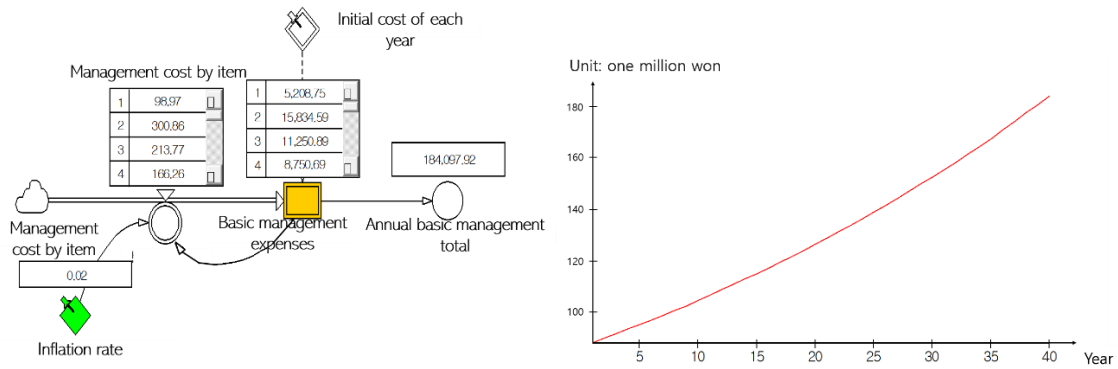 Initial cost of each
year
Management cost by item
1 98,97
2 300,86
3 213,77
4 166,26
1 5,208,75
2 15,834,59
3 11,250,89
4 8,750,69
184,097,92
Management
cost by item
Basic management
expenses
Annual basic management
total
0,02
Inflation rate
Unit: one million won
180
160
140
120
100
5 10 15 20 25 30 35 40 Year